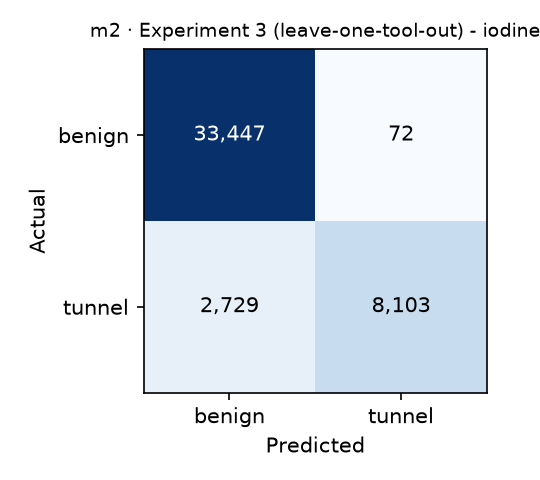 m2 · Experiment 3 (leave-one-tool-out) - iodine
benign 33,447 72
Actual
tunnel 2,729 8,103
benign tunnel
Predicted